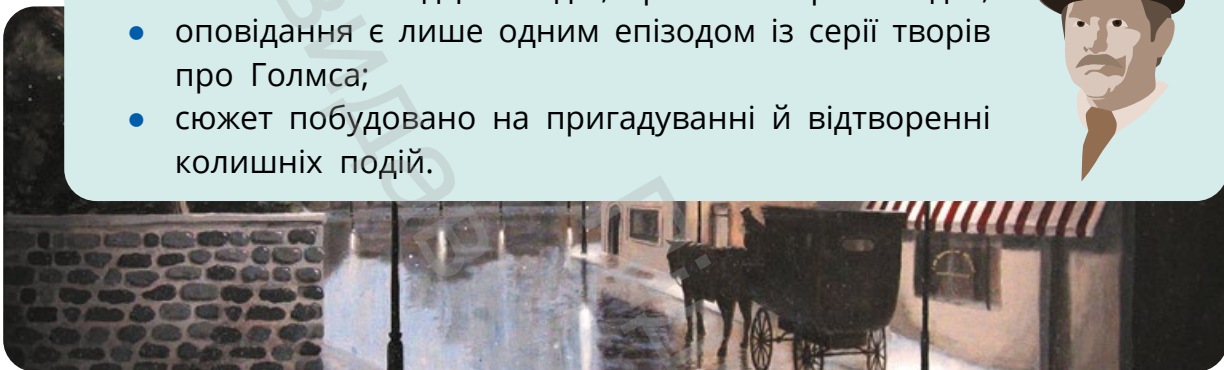 оповідання є лише одним епізодом із серії творів
про Голмса;
сюжет побудовано на пригадуванні й відтворенні
колишніх подій.